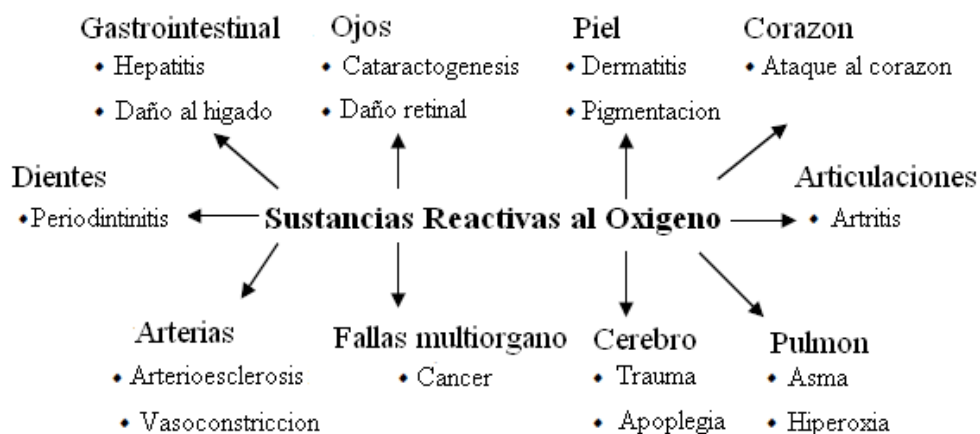 Gastrointestinal
• Hepatitis
• Daño al higado
Ojos
• Cataractogenesis
• Daño retinal
Piel
• Dermatitis
• Pigmentacion
Corazon
• Ataque al corazon
Dientes
•Periodintinitis
Sustancias Reactivas al Oxigeno
Articulaciones
• Artritis
Arterias
• Arterioesclerosis
• Vasoconstriccion
Fallas multiorgano
• Cancer
Cerebro
• Trauma
• Apoplegia
Pulmon
• Asma
• Hiperoxia